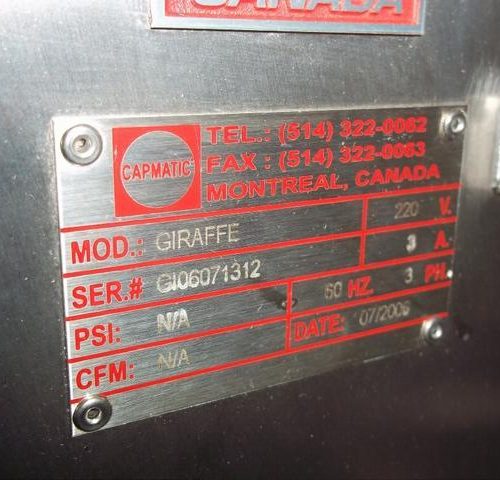 CANADA
CAPMATIC
TEL.: (514) 322-0062
FAX : (514) 322-0063
MONTREAL, CANADA
MOD.: GIRAFFE 220 V.
SER.# GI06071312 3 A.
PSI: N/A 60 HZ. 3 PH.
CFM: N/A DATE: 07/2006